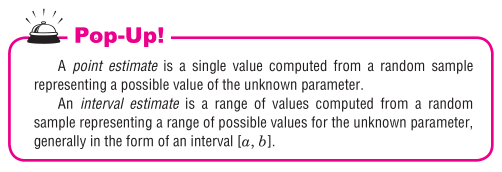 Pop-Up!
A point estimate is a single value computed from a random sample
representing a possible value of the unknown parameter.
An interval estimate is a range of values computed from a random
sample representing a range of possible values for the unknown parameter,
generally in the form of an interval [a, b].